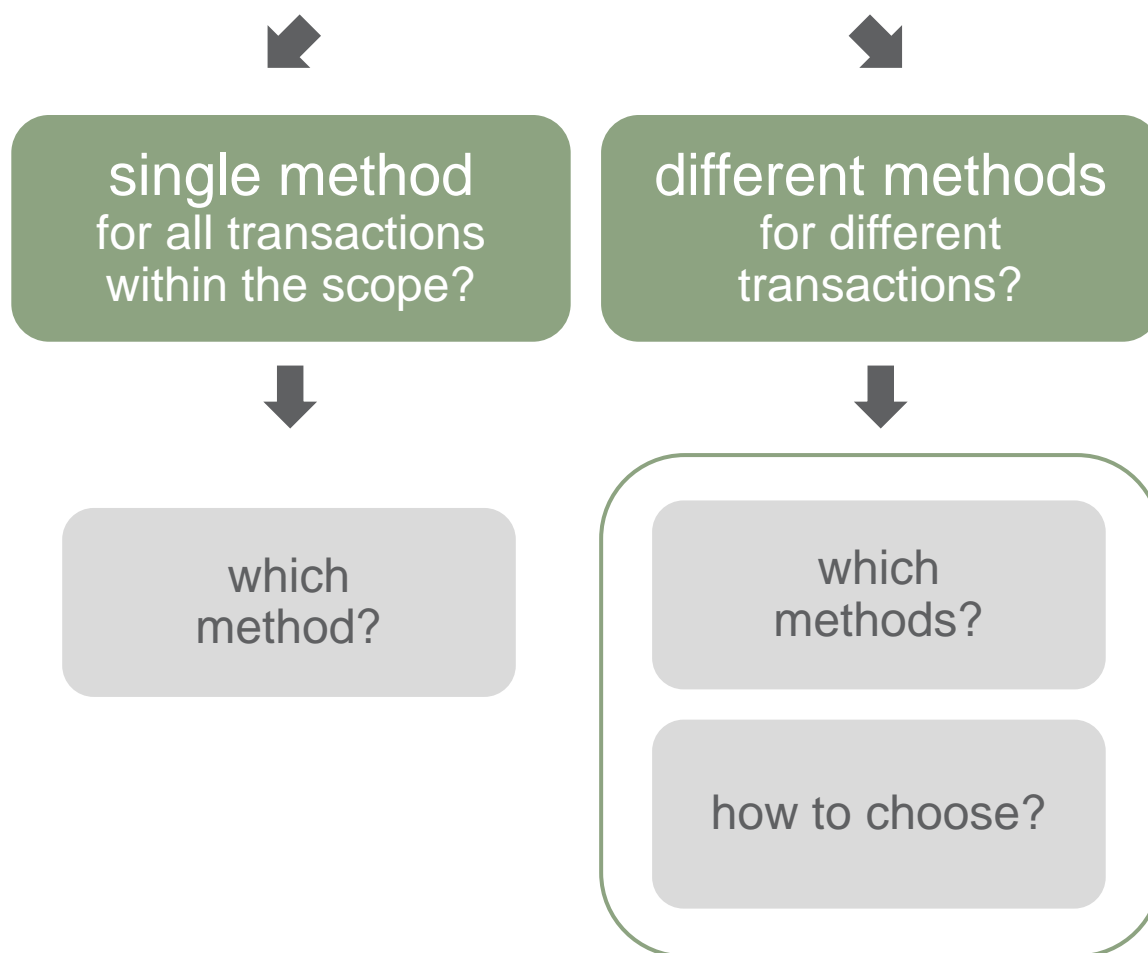 single method
for all transactions
within the scope?
different methods
for different
transactions?
which
method?
which
methods?
how to choose?